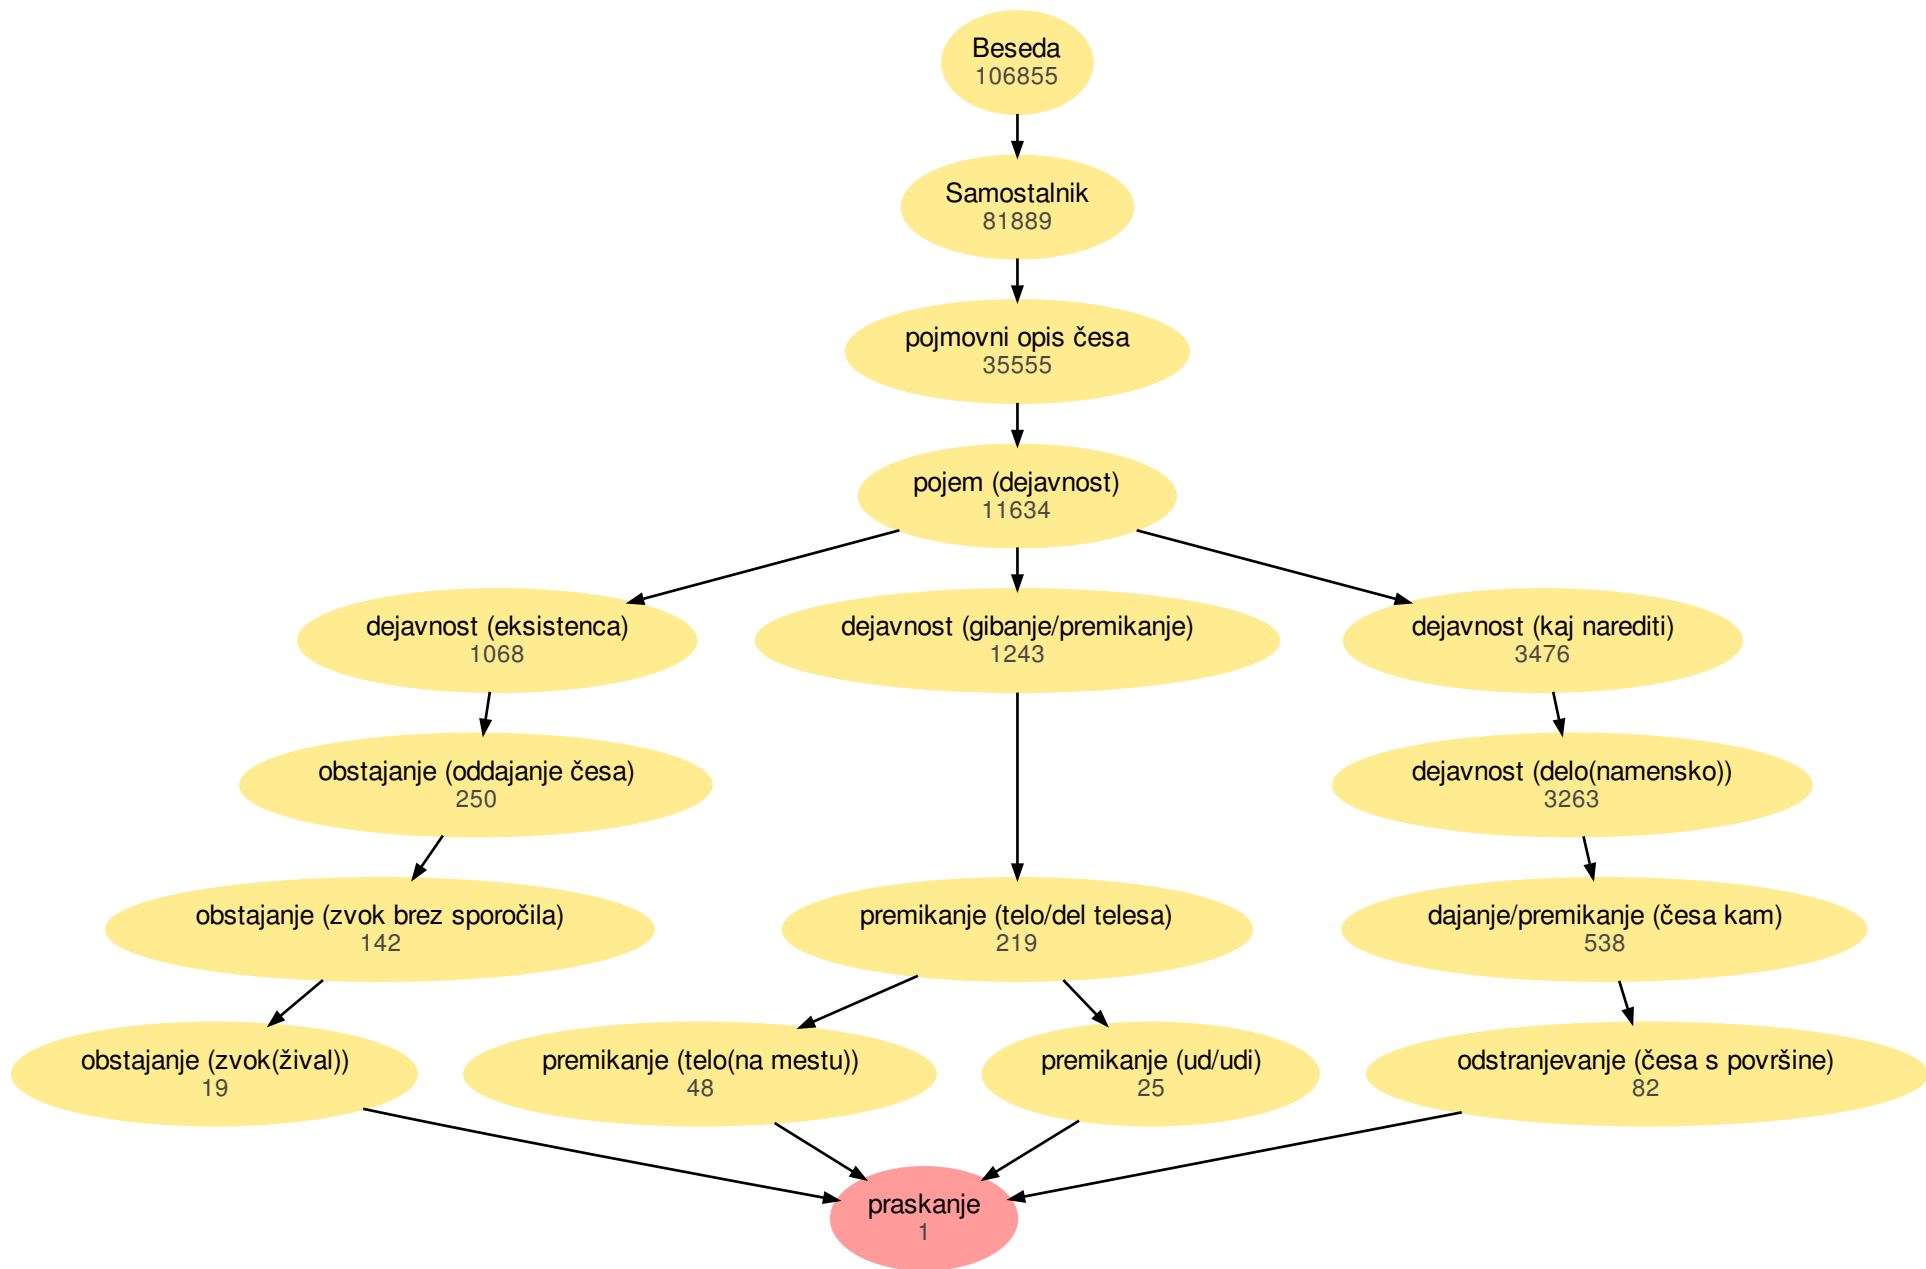 Beseda
106855
Samostalnik
81889
pojmovni opis česa
35555
pojem (dejavnost)
11634
dejavnost (eksistenca)
1068
dejavnost (gibanje/premikanje)
1243
dejavnost (kaj narediti)
3476
obstajanje (oddajanje česa)
250
dejavnost (delo(namensko))
3263
obstajanje (zvok brez sporočila)
142
premikanje (telo/del telesa)
219
dajanje/premikanje (česa kam)
538
obstajanje (zvok(žival))
19
premikanje (telo(na mestu))
48
premikanje (ud/udi)
25
odstranjevanje (česa s površine)
82
praskanje
1